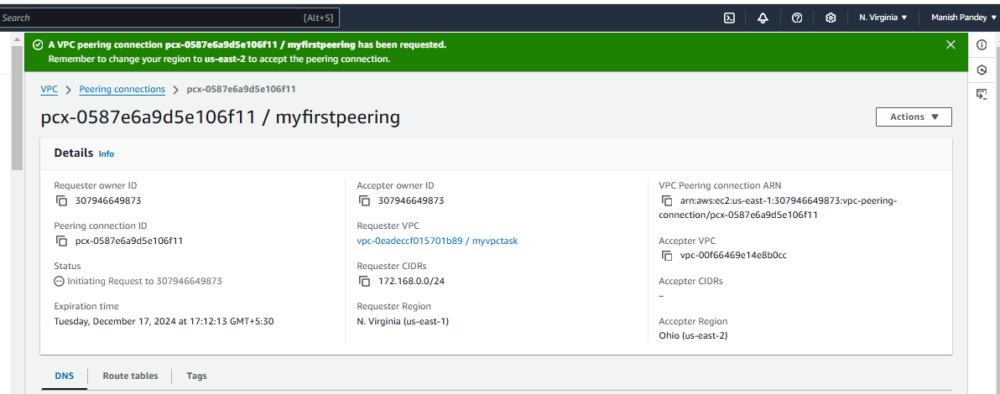 Search [Alt+S] N. Virginia Manish Pandey
A VPC peering connection pcx-0587e6a9d5e106f11 / myfirstpeering has been requested.
Remember to change your region to us-east-2 to accept the peering connection.
VPC > Peering connections > pcx-0587e6a9d5e106f11
pcx-0587e6a9d5e106f11 / myfirstpeering
Actions
Details Info
Requester owner ID
307946649873
Peering connection ID
pcx-0587e6a9d5e106f11
Status
Initiating Request to 307946649873
Expiration time
Tuesday, December 17, 2024 at 17:12:13 GMT+5:30
Accepter owner ID
307946649873
Requester VPC
vpc-0eadeccf015701b89 / myvpctask
Requester CIDRs
172.168.0.0/24
Requester Region
N. Virginia (us-east-1)
VPC Peering connection ARN
arn:aws:ec2:us-east-1:307946649873:vpc-peering-
connection/pcx-0587e6a9d5e106f11
Accepter VPC
vpc-00f66469e14e8b0cc
Accepter CIDRs
–
Accepter Region
Ohio (us-east-2)
DNS Route tables Tags